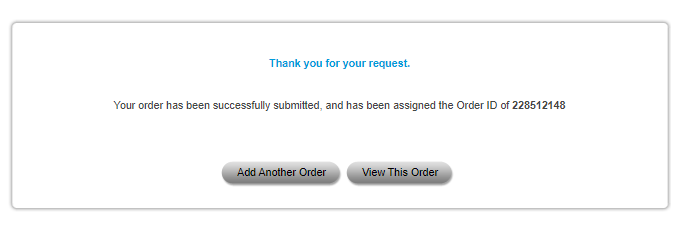 Thank you for your request.
Your order has been successfully submitted, and has been assigned the Order ID of 228512148
Add Another Order View This Order